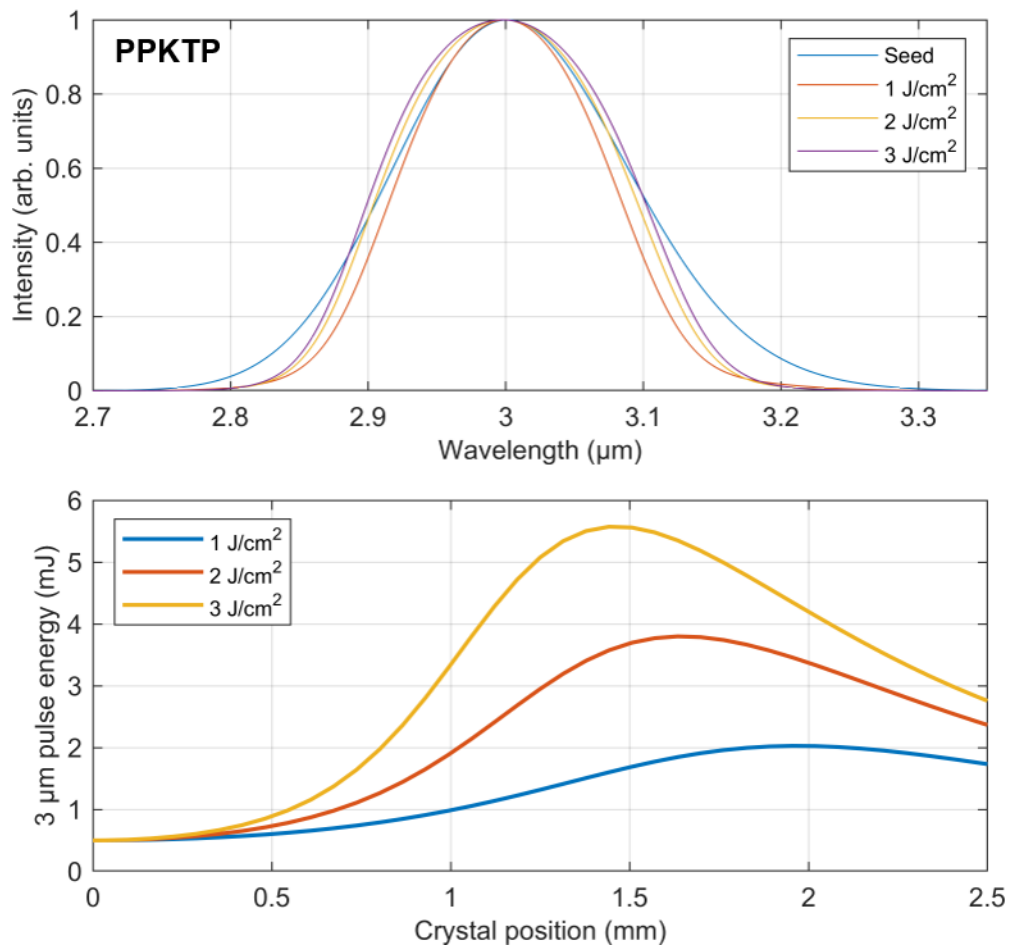 PPKTP
Intensity (arb. units)
1
0.8
0.6
0.4
0.2
0
Seed
1 J/cm²
2 J/cm²
3 J/cm²
2.7 2.8 2.9 3 3.1 3.2 3.3
Wavelength (µm)
3 µm pulse energy (mJ)
6
5
4
3
2
1
0
1 J/cm²
2 J/cm²
3 J/cm²
0 0.5 1 1.5 2 2.5
Crystal position (mm)